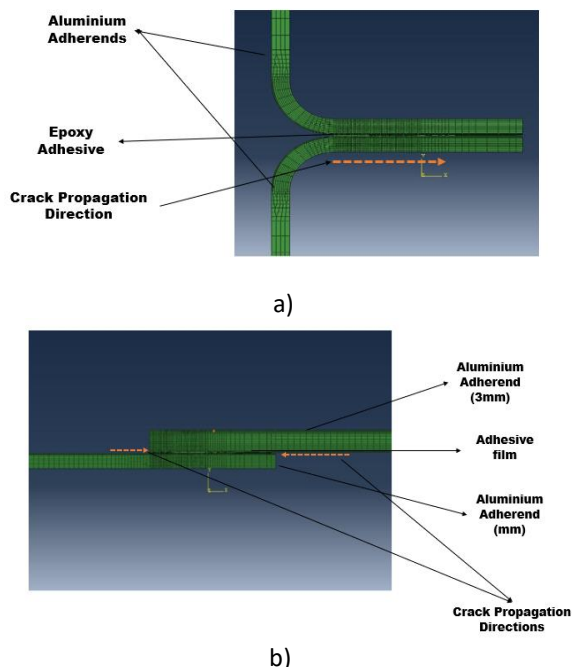 Aluminium
Adherends
Epoxy
Adhesive
Crack Propagation
Direction
a)
Aluminium
Adherend
(3mm)
Adhesive
film
Aluminium
Adherend
(mm)
Crack Propagation
Directions
b)